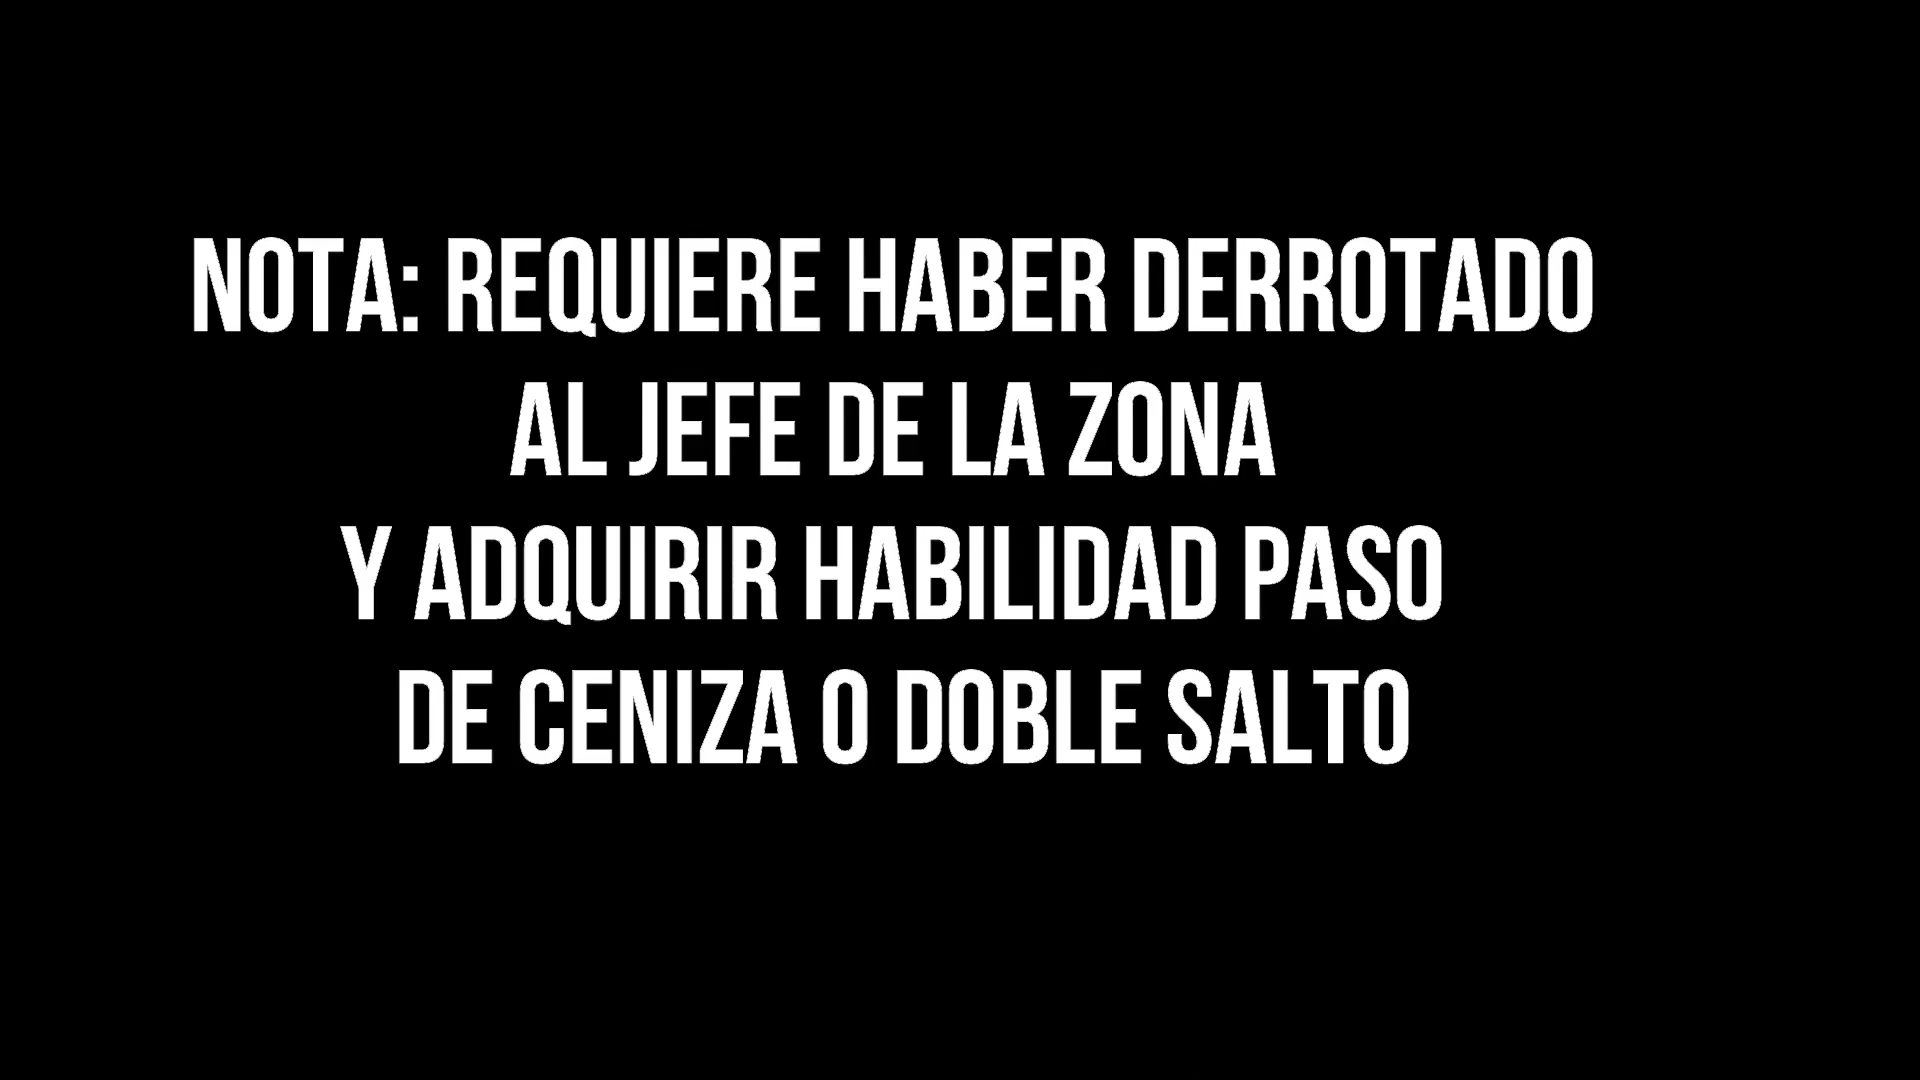 NOTA: REQUIERE HABER DERROTADO
AL JEFE DE LA ZONA
Y ADQUIRIR HABILIDAD PASO
DE CENIZA O DOBLE SALTO